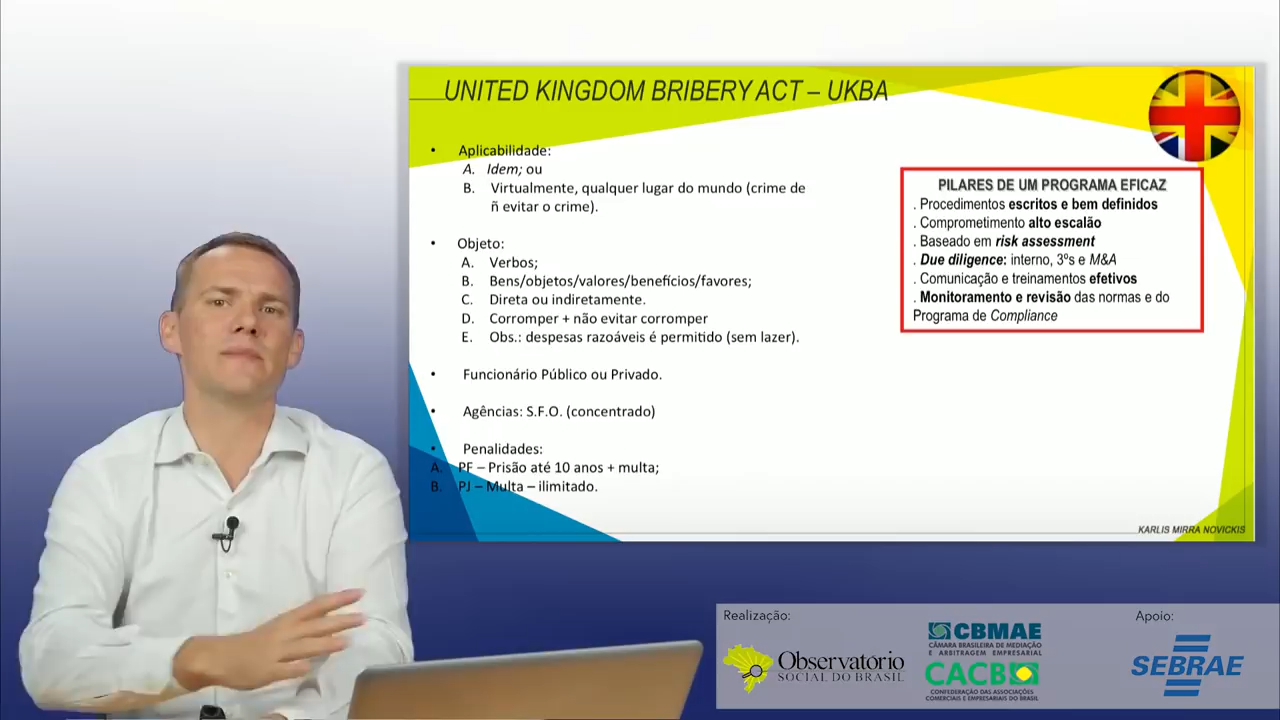 UNITED KINGDOM BRIBERY ACT – UKBA
• Aplicabilidade:
A. Idem; ou
B. Virtualmente, qualquer lugar do mundo (crime de
ñ evitar o crime).
• Objeto:
A. Verbos;
B. Bens/objetos/valores/benefícios/favores;
C. Direta ou indiretamente.
D. Corromper + não evitar corromper
E. Obs.: despesas razoáveis é permitido (sem lazer).
• Funcionário Público ou Privado.
• Agências: S.F.O. (concentrado)
• Penalidades:
A. PF – Prisão até 10 anos + multa;
B. PJ – Multa – ilimitado.
PILARES DE UM PROGRAMA EFICAZ
. Procedimentos escritos e bem definidos
. Comprometimento alto escalão
. Baseado em risk assessment
. Due diligence: interno, 3ºs e M&A
. Comunicação e treinamentos efetivos
. Monitoramento e revisão das normas e do
Programa de Compliance
KARLIS MIRRA NOVICKIS
Realização:
Observatório
SOCIAL DO BRASIL
CBMAE
CÂMARA BRASILEIRA DE MEDIAÇÃO
E ARBITRAGEM EMPRESARIAL
CACB
CONFEDERAÇÃO DAS ASSOCIAÇÕES
COMERCIAIS E EMPRESARIAIS DO BRASIL
Apoio:
SEBRAE